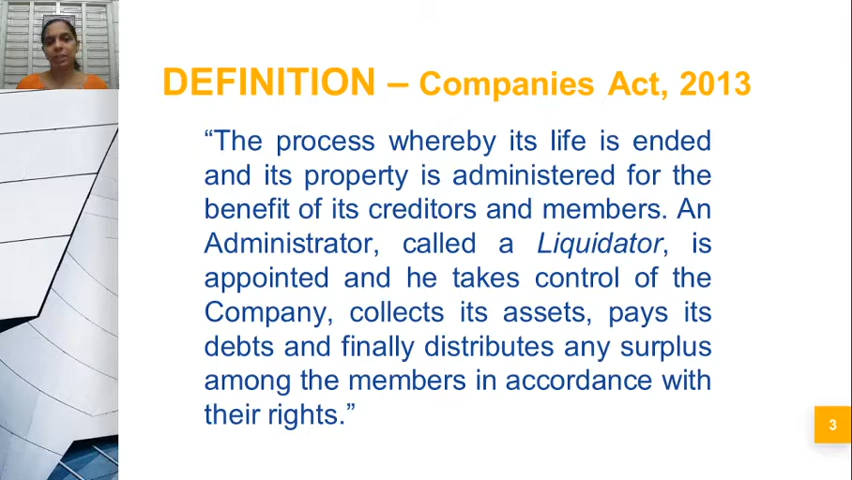 DEFINITION – Companies Act, 2013
“The process whereby its life is ended
and its property is administered for the
benefit of its creditors and members. An
Administrator, called a Liquidator, is
appointed and he takes control of the
Company, collects its assets, pays its
debts and finally distributes any surplus
among the members in accordance with
their rights.”
3